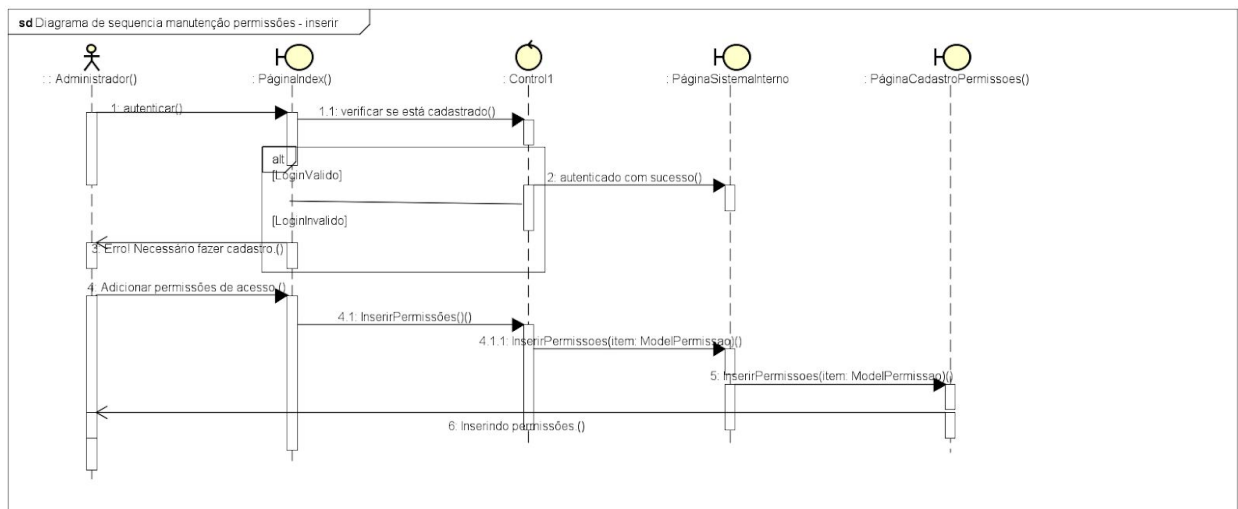 sd Diagrama de sequencia manutenção permissões - inserir
: : Administrador()
: PáginaIndex()
: Control1
: PáginaSistemaInterno
: PáginaCadastroPermissoes()
1: autenticar()
1.1: verificar se está cadastrado()
alt
[LoginValido]
2: autenticado com sucesso()
[LoginInvalido]
3: Erro! Necessário fazer cadastro.()
4: Adicionar permissões de acesso.()
4.1: InserirPermissões()()
4.1.1: InserirPermissoes(item: ModelPermissao)()
5: InserirPermissoes(item: ModelPermissao)()
6: Inserindo permissões.()